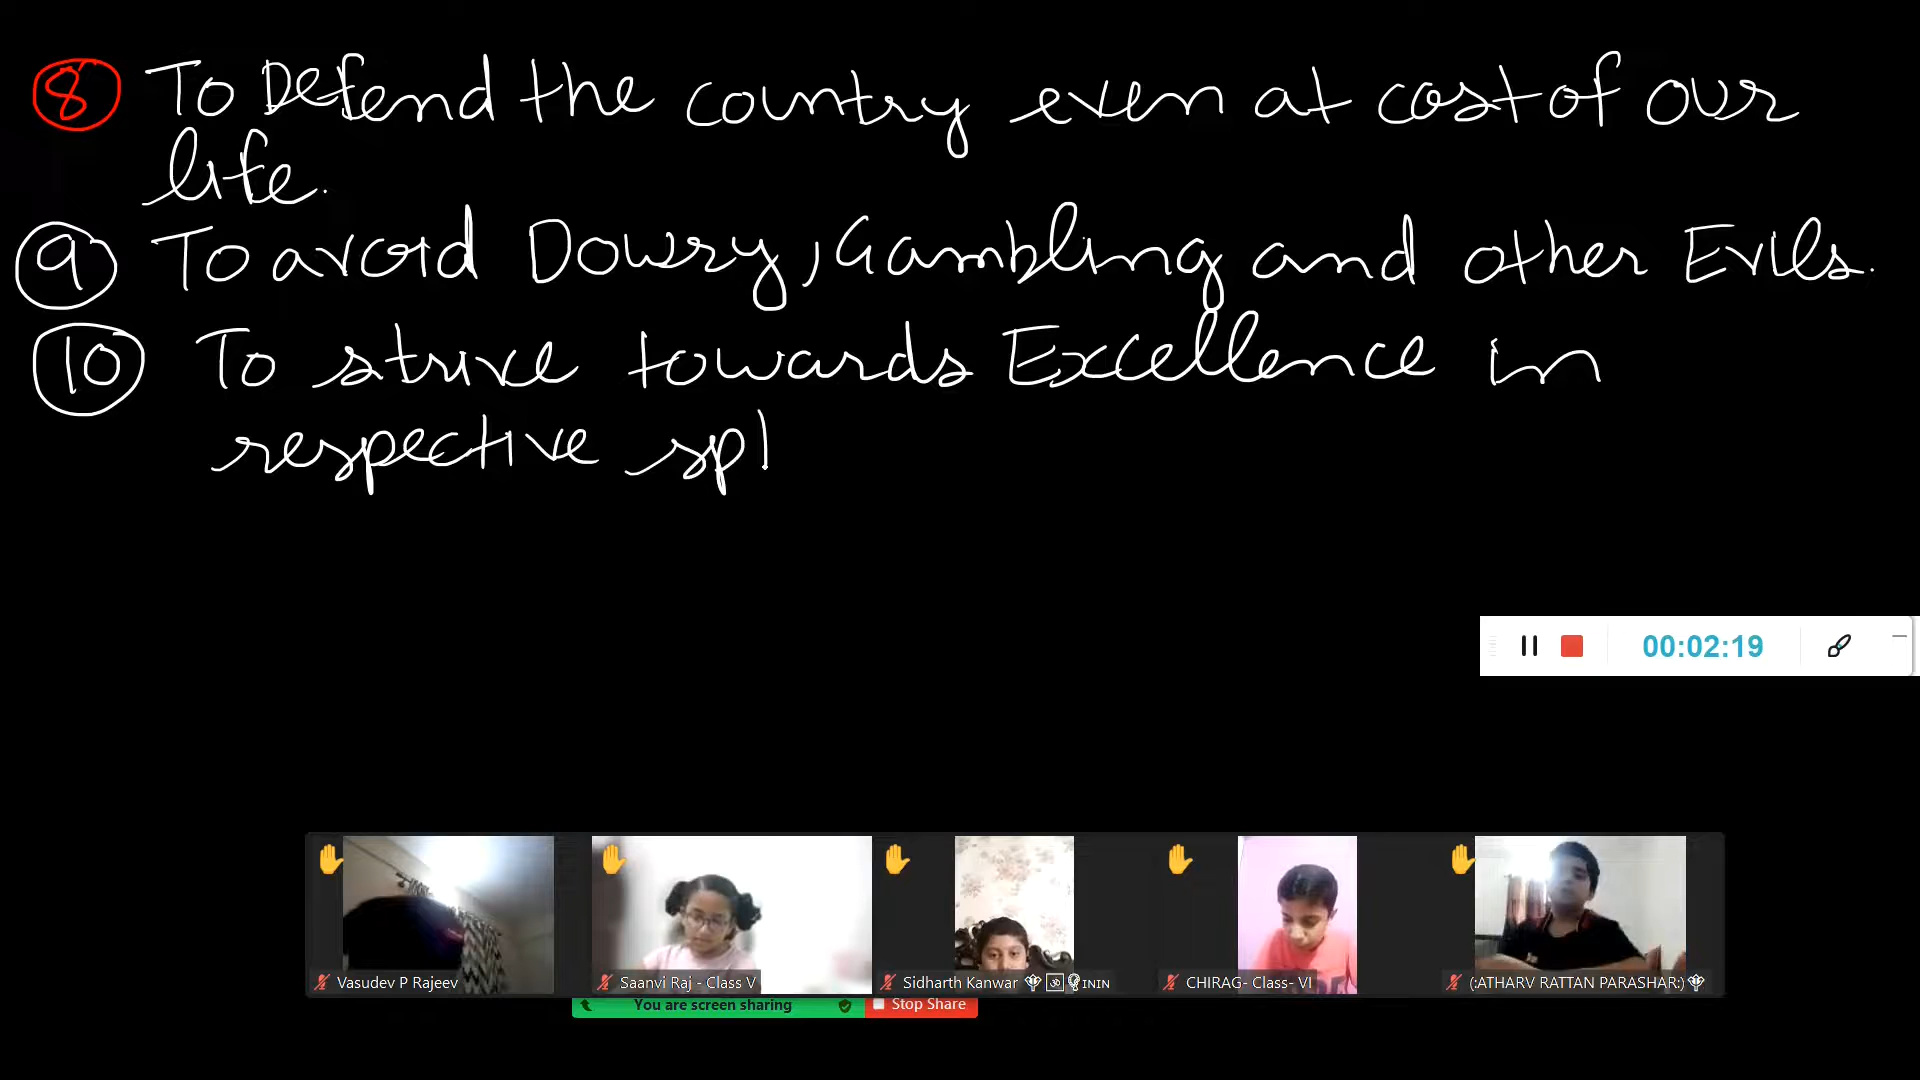 8 To Defend the country even at cost of our
life.
9 To avoid Dowry, Gambling and other Evils.
10 To strive towards Excellence in
respective sph
00:02:19
Vasudev P Rajeev
Saanvi Raj - Class V
Sidharth Kanwar ॐ ININ
CHIRAG- Class- VI
(:ATHARV RATTAN PARASHAR:)
You are screen sharing
Stop Share